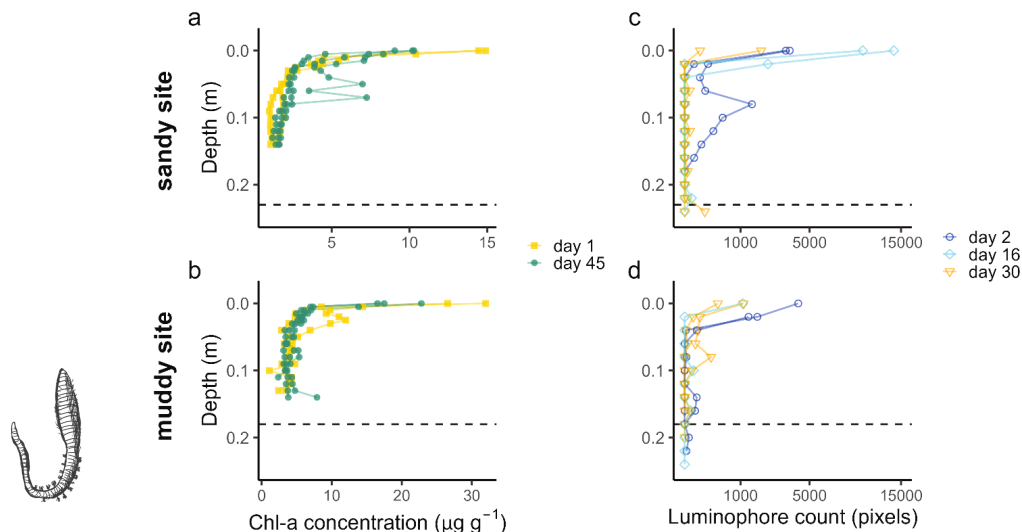 a
c
sandy site
Depth (m)
0.0
0.1
0.2
5
10
15
0.0
0.1
0.2
1000
5000
15000
day 1
day 45
day 2
day 16
day 30
b
d
muddy site
Depth (m)
0.0
0.1
0.2
0
10
20
30
0.0
0.1
0.2
1000
5000
15000
Chl-a concentration (μg g⁻¹)
Luminophore count (pixels)